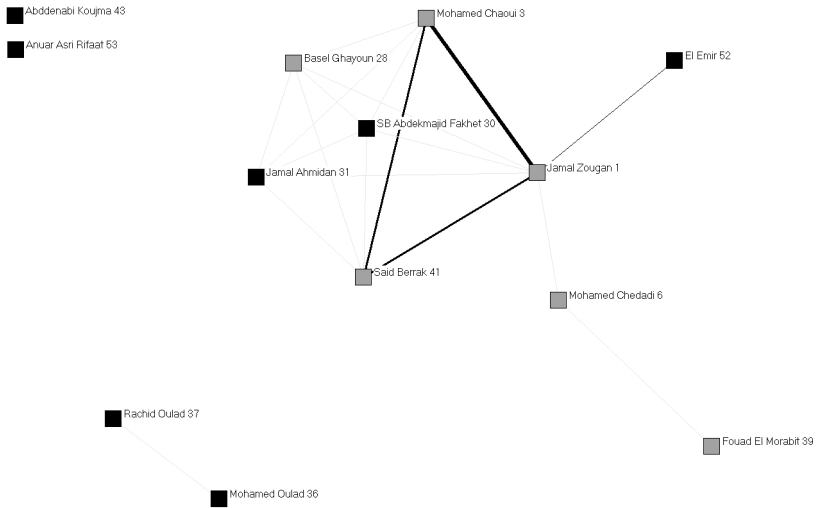 Abddenabi Koujma 43
Mohamed Chaoui 3
Anuar Asri Rifaat 53
Basel Ghayoun 28
El Emir 52
SB Abdekmajid Fakhet 30
Jamal Ahmidan 31
Jamal Zougan 1
Said Berrak 41
Mohamed Chedadi 6
Rachid Oulad 37
Fouad El Morabit 39
Mohamed Oulad 36